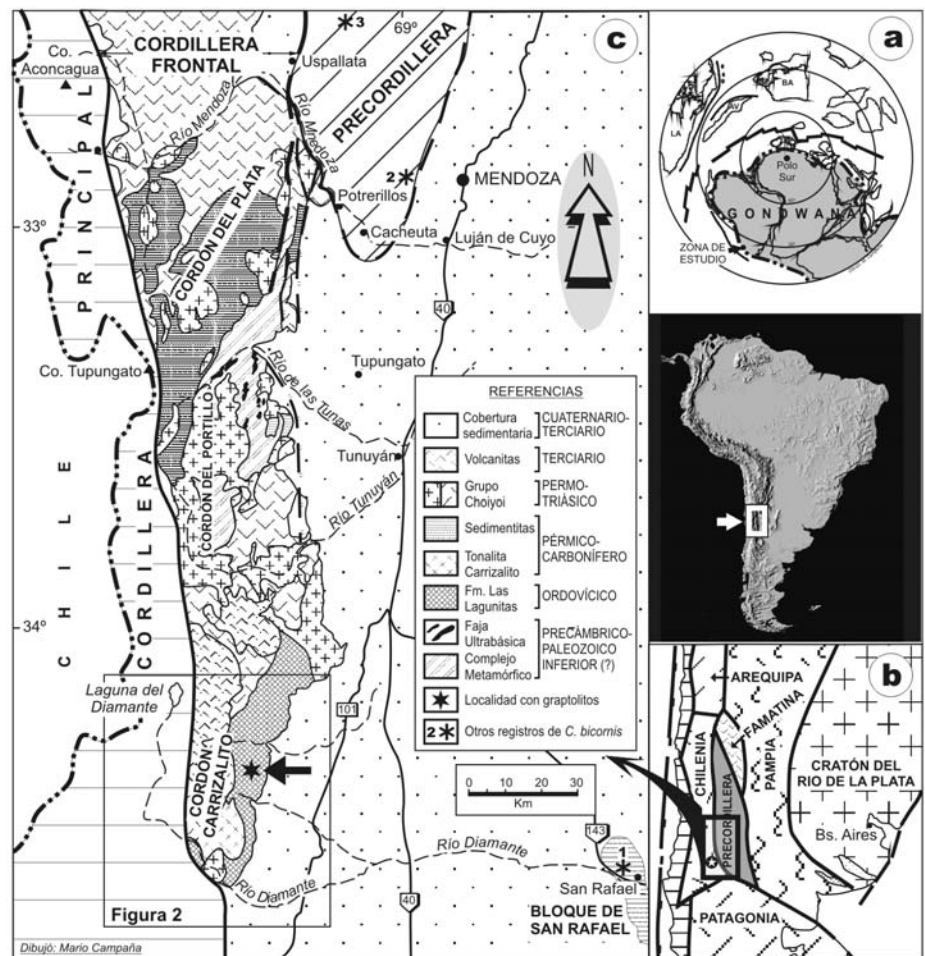 c
CORDILLERA
FRONTAL
Co.
Aconcagua
Uspallata
3
69º
Río Mendoza
Río Mnedoza
PRECORDILLERA
2
MENDOZA
Potrerillos
Cacheuta
Luján de Cuyo
33º
PRINCIPAL
CORDÓN DEL PLATA
N
40
Co. Tupungato
Río de las Tunas
Tupungato
CORDÓN DEL PORTILLO
Tunuyán
Río Tunuyán
CHILE
CORDILLERA
34º
Laguna del
Diamante
CORDÓN
CARRIZALITO
101
Río Diamante
Río Diamante
Figura 2
40
143
1
San Rafael
BLOQUE DE
SAN RAFAEL
0 10 20 30
Km
Dibujó: Mario Campaña
REFERENCIAS
Cobertura
sedimentaria
CUATERNARIO-
TERCIARIO
Volcanitas
TERCIARIO
Grupo
Choiyoi
PERMO-
TRIÁSICO
Sedimentitas
Tonalita
Carrizalito
PÉRMICO-
CARBONÍFERO
Fm. Las
Lagunitas
ORDOVÍCICO
Faja
Ultrabásica
Complejo
Metamórfico
PRECÁMBRICO-
PALEOZOICO
INFERIOR (?)
Localidad con graptolitos
2 Otros registros de C. bicornis
a
LA
AV
BA
Polo
Sur
GONDWANA
ZONA DE
ESTUDIO
b
AREQUIPA
FAMATINA
CHILENIA
PRECORDILLERA
PAMPIA
CRATÓN DEL
RIO DE LA PLATA
Bs. Aires
PATAGONIA